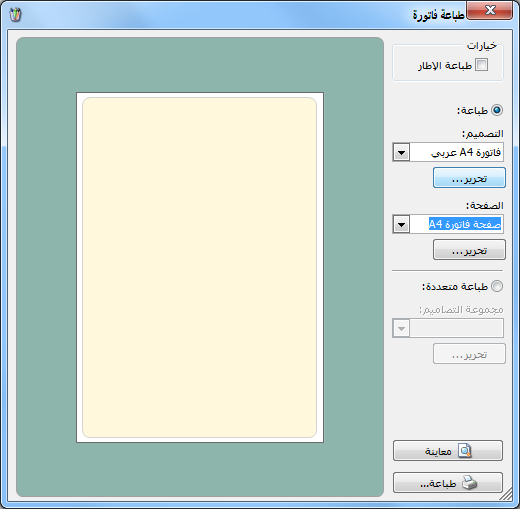 طباعة فاتورة
خيارات
طباعة الإطار
طباعة:
التصميم:
فاتورة A4 عربي
تحرير...
الصفحة:
صفحة فاتورة A4
تحرير...
طباعة متعددة:
مجموعة التصاميم:
تحرير...
معاينة
طباعة...